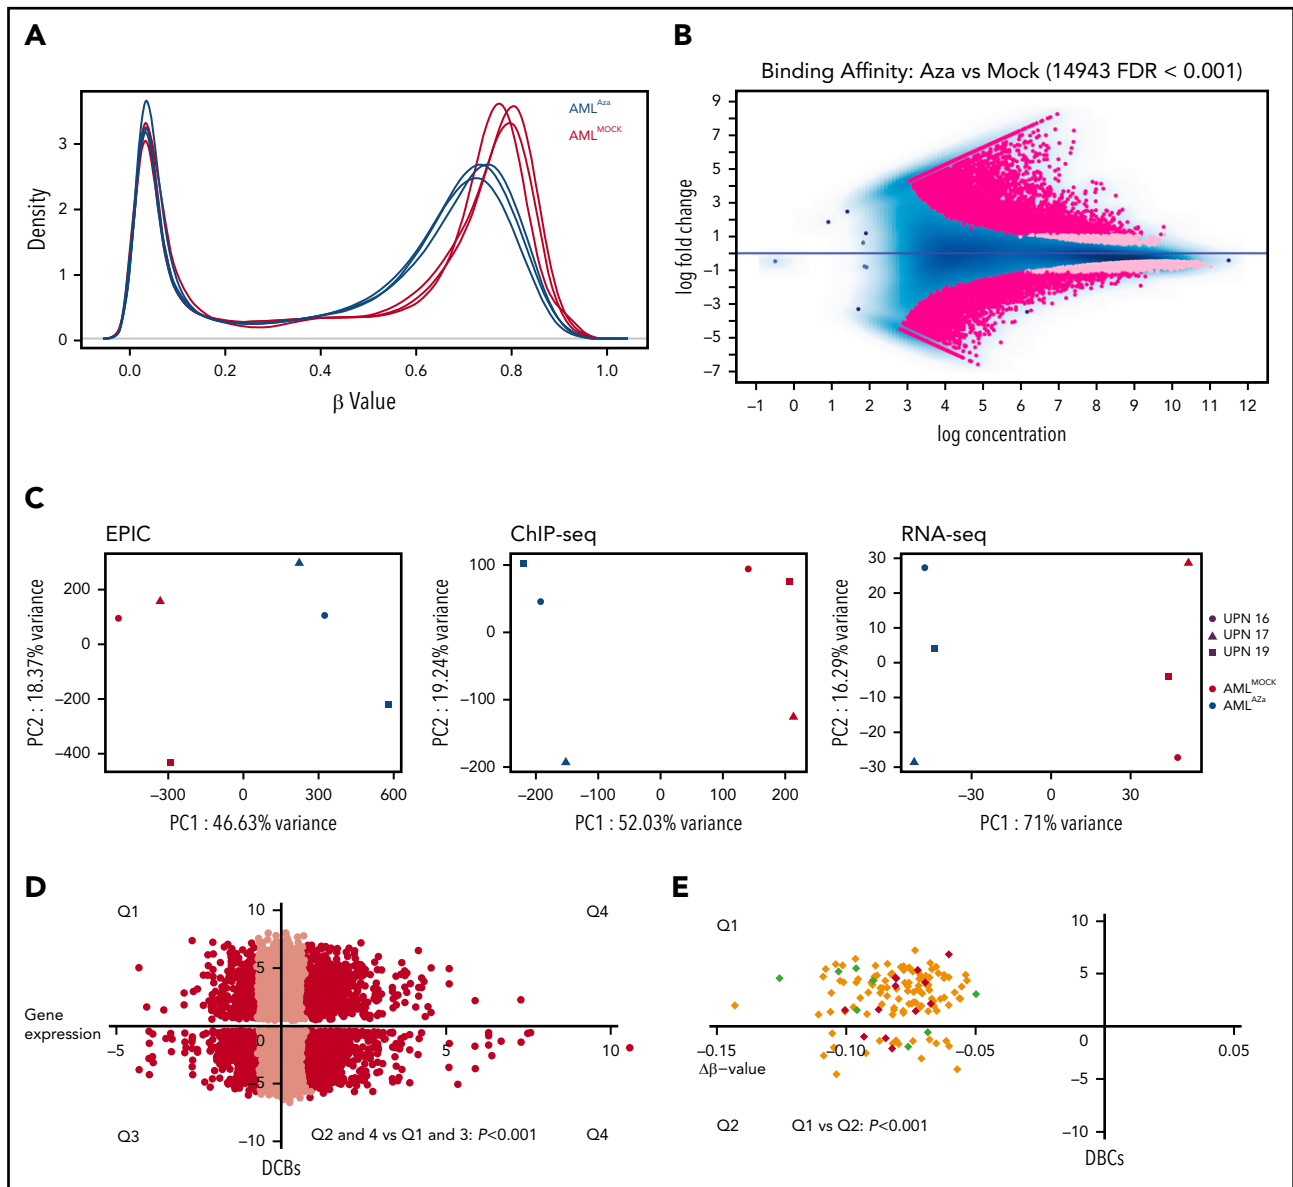 A
AML^Aza
AML^MOCK
3
2
1
0
Density
0.0 0.2 0.4 0.6 0.8 1.0
β Value
B
Binding Affinity: Aza vs Mock (14943 FDR < 0.001)
9
7
5
3
1
−1
−3
−5
−7
log fold change
−1 0 1 2 3 4 5 6 7 8 9 10 11 12
log concentration
C
EPIC
200
0
−200
−400
PC2 : 18.37% variance
−300 0 300 600
PC1 : 46.63% variance
ChIP-seq
100
0
−100
−200
PC2 : 19.24% variance
−200 −100 0 100 200
PC1 : 52.03% variance
RNA-seq
30
20
10
0
−10
−20
−30
PC2 : 16.29% variance
−30 0 30
PC1 : 71% variance
UPN 16
UPN 17
UPN 19
AML^MOCK
AML^AZa
D
Q1 10 Q4
5
Gene
expression
−5 0 5 10
−5
Q3 −10 Q2 and 4 vs Q1 and 3: P<0.001 Q4
DCBs
E
Q1 10
5
−0.15 −0.10 −0.05 0 0.05
Δβ−value
−5
Q2 Q1 vs Q2: P<0.001 −10
DBCs